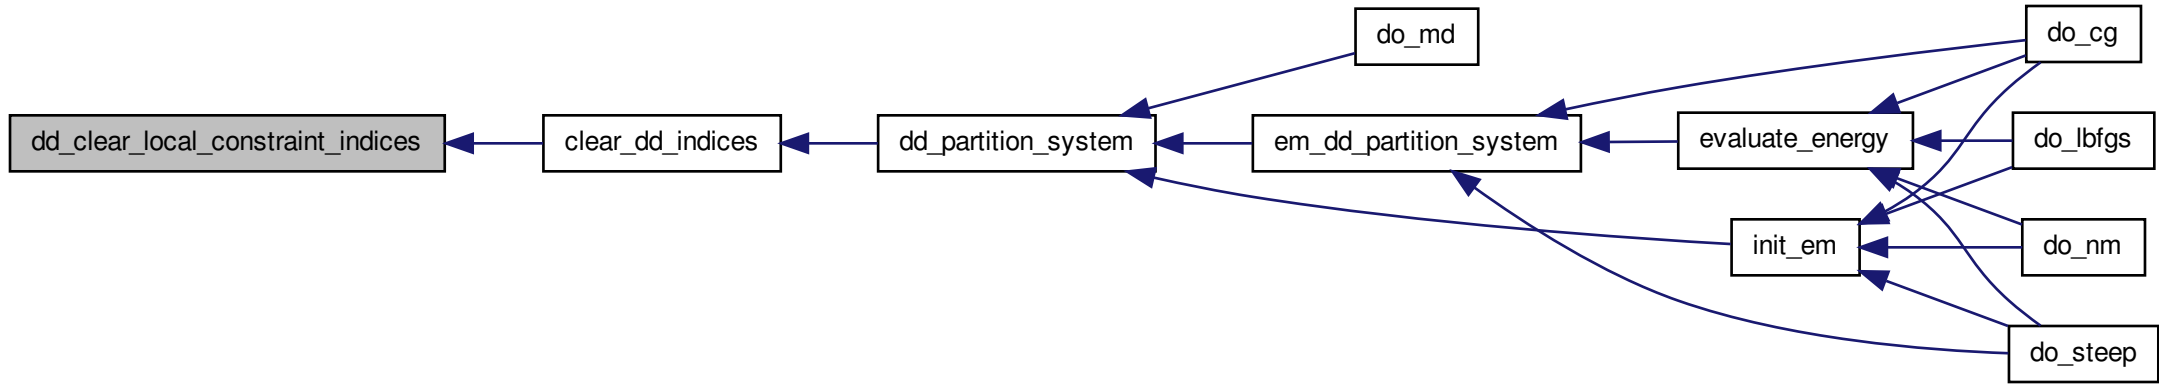 dd_clear_local_constraint_indices
clear_dd_indices
dd_partition_system
do_md
em_dd_partition_system
evaluate_energy
init_em
do_cg
do_lbfgs
do_nm
do_steep